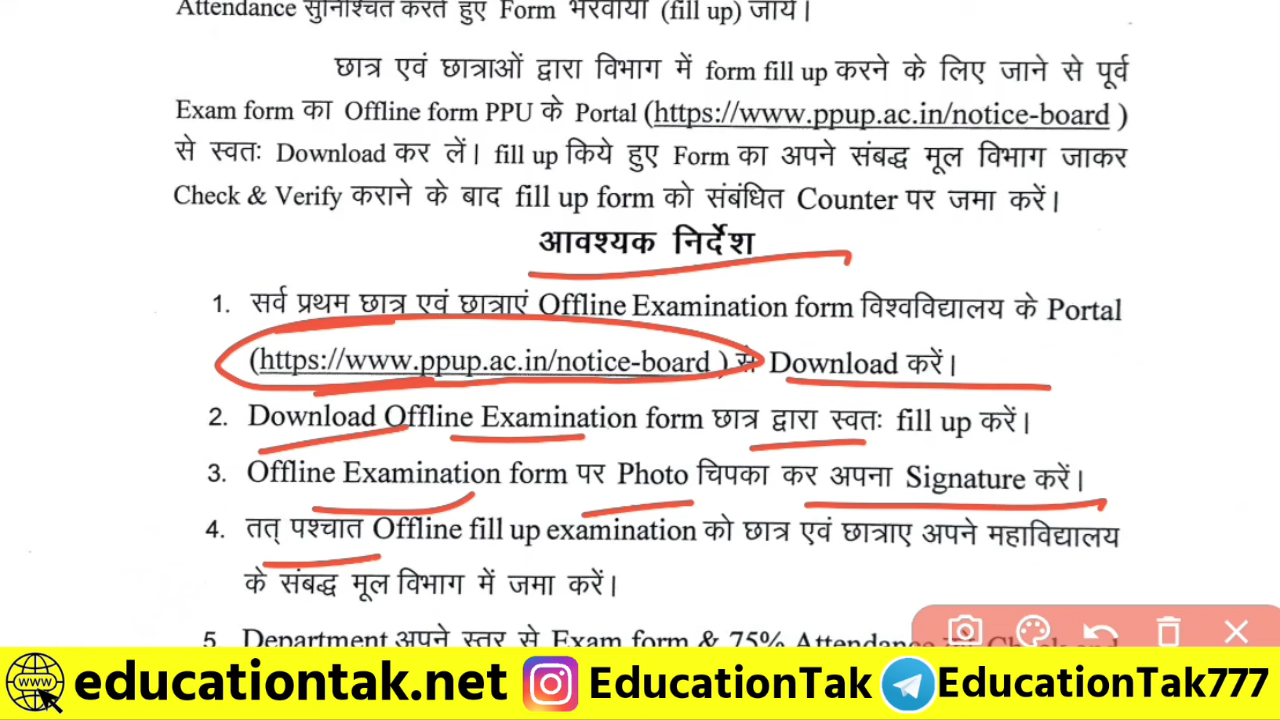 Attendance सुनिश्चित करते हुए Form भरवाया (fill up) जाये।
छात्र एवं छात्राओं द्वारा विभाग में form fill up करने के लिए जाने से पूर्व
Exam form का Offline form PPU के Portal (https://www.ppup.ac.in/notice-board )
से स्वतः Download कर लें। fill up किये हुए Form का अपने संबद्ध मूल विभाग जाकर
Check & Verify कराने के बाद fill up form को संबंधित Counter पर जमा करें।
आवश्यक निर्देश
1. सर्व प्रथम छात्र एवं छात्राएं Offline Examination form विश्वविद्यालय के Portal
(https://www.ppup.ac.in/notice-board ) से Download करें।
2. Download Offline Examination form छात्र द्वारा स्वतः fill up करें।
3. Offline Examination form पर Photo चिपका कर अपना Signature करें।
4. तत् पश्चात Offline fill up examination को छात्र एवं छात्राए अपने महाविद्यालय
के संबद्ध मूल विभाग में जमा करें।
5. Department अपने स्तर से Exam form & 75% Attendance Check and
www educationtak.net EducationTak EducationTak777